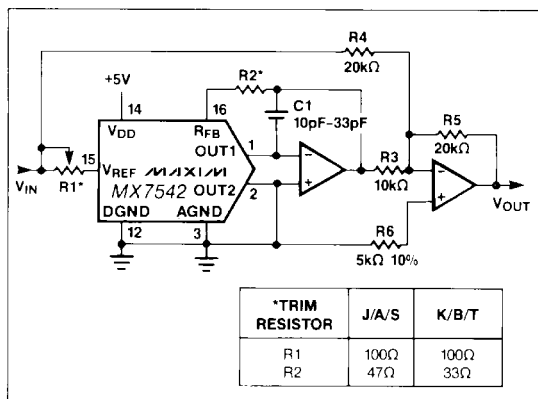 R4
20kΩ
+5V
R2*
14
16
C1
10pF–33pF
R5
20kΩ
VDD
RFB
OUT1
1
15
VREF
MAXIM
MX7542
OUT2
2
R3
10kΩ
VIN
R1*
VOUT
DGND
AGND
12
3
R6
5kΩ 10%
*TRIM RESISTOR J/A/S K/B/T
R1 100Ω 100Ω
R2 47Ω 33Ω